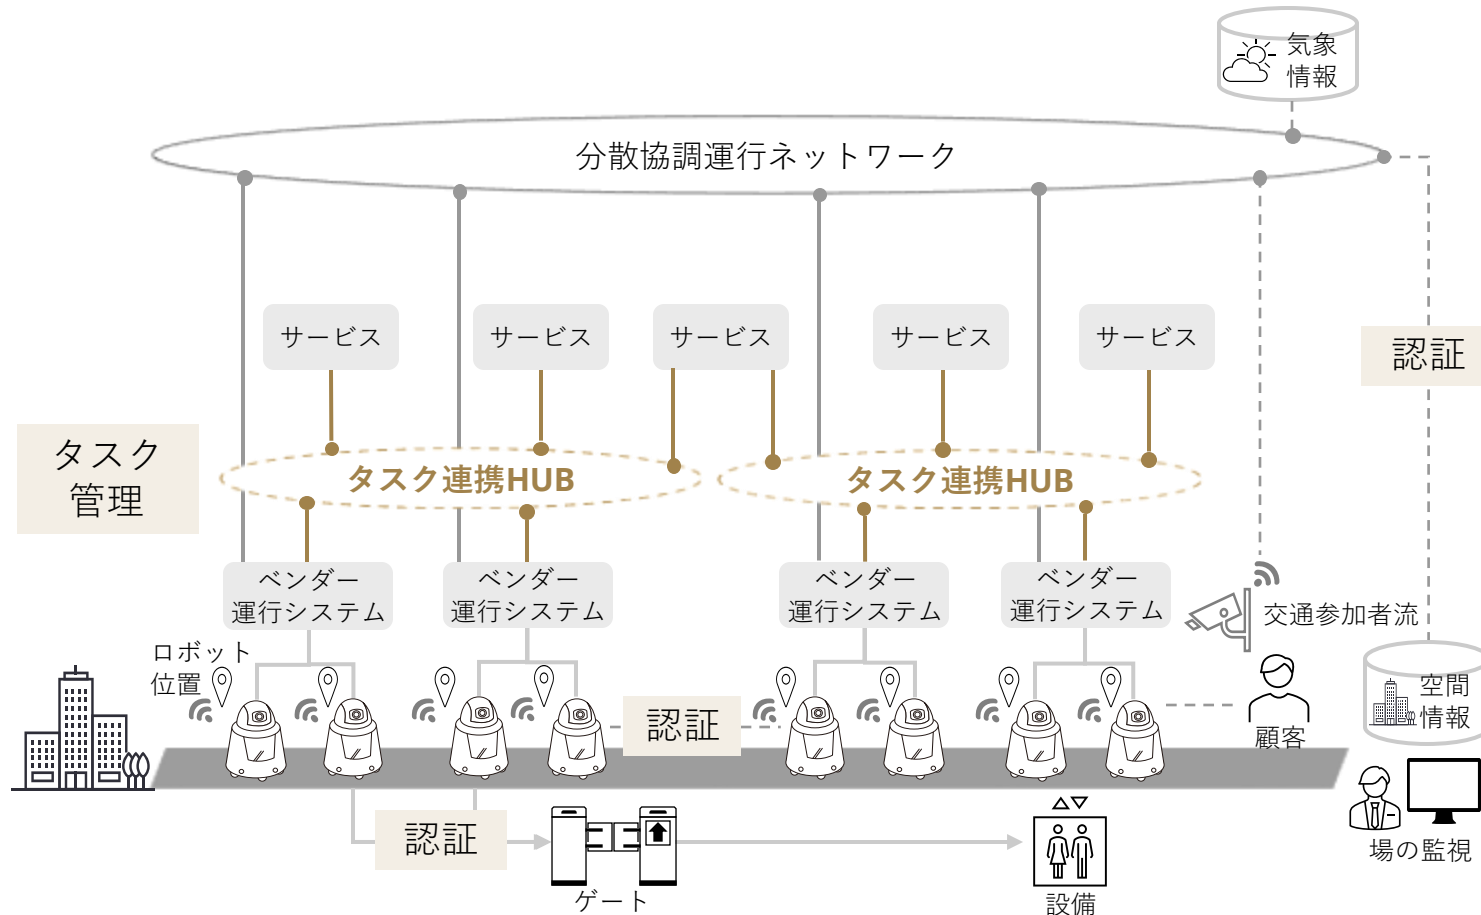 気象
情報
分散協調運行ネットワーク
サービス
サービス
サービス
サービス
サービス
認証
タスク
管理
タスク連携HUB
タスク連携HUB
ベンダー
運行システム
ベンダー
運行システム
ベンダー
運行システム
ベンダー
運行システム
交通参加者流
ロボット
位置
認証
顧客
空間
情報
認証
ゲート
設備
場の監視